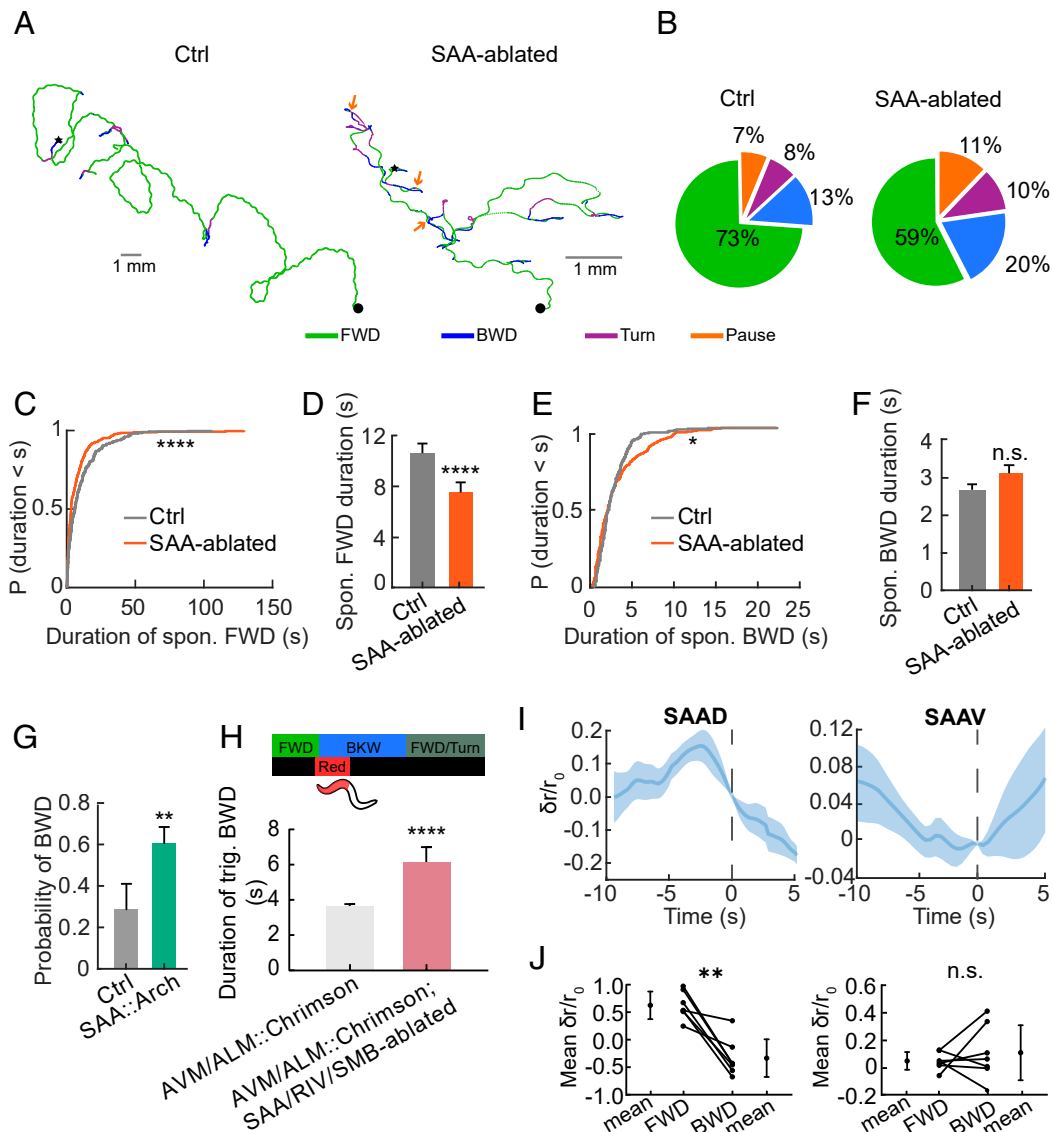 A
Ctrl
SAA-ablated
1 mm
1 mm
FWD
BWD
Turn
Pause
B
Ctrl
SAA-ablated
7%
8%
13%
73%
11%
10%
20%
59%
C
P (duration < s)
1
0.5
0
****
Ctrl
SAA-ablated
0 50 100 150
Duration of spon. FWD (s)
D
Spon. FWD duration (s)
12
8
4
0
****
Ctrl
SAA-ablated
E
P (duration < s)
1
0.5
0
*
Ctrl
SAA-ablated
0 5 10 15 20 25
Duration of spon. BWD (s)
F
Spon. BWD duration (s)
4
3
2
1
0
n.s.
Ctrl
SAA-ablated
G
Probability of BWD
0.8
0.6
0.4
0.2
0
**
Ctrl
SAA::Arch
H
FWD BKW FWD/Turn
Red
Duration of trig. BWD
(s)
8
6
4
2
0
****
AVM/ALM::Chrimson
AVM/ALM::Chrimson;
SAA/RIV/SMB-ablated
I
SAAD
δr/r0
0.2
0.1
0
-0.1
-0.2
-10 -5 0 5
Time (s)
SAAV
0.12
0.08
0.04
0
-0.04
-10 -5 0 5
Time (s)
J
Mean δr/r0
1.0
0.5
0.0
-0.5
-1.0
**
mean FWD BWD mean
Mean δr/r0
0.6
0.4
0.2
0
-0.2
n.s.
mean FWD BWD mean